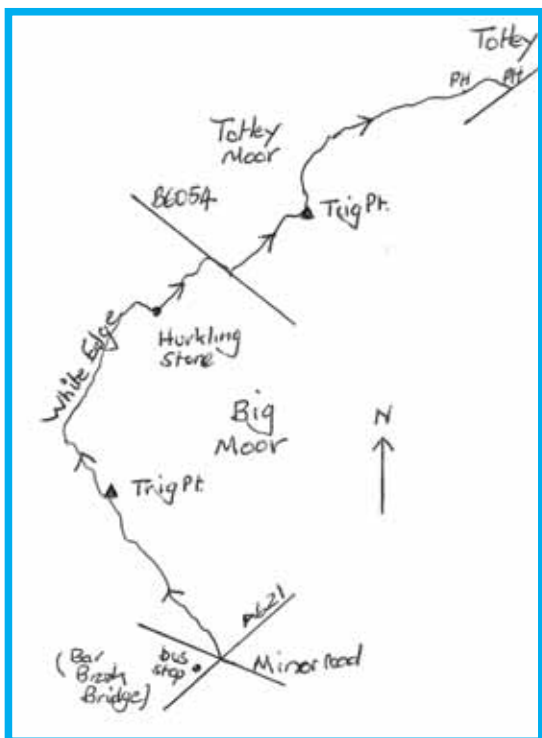 Totley
PH
PH
Totley
Moor
B6054
Trig Pt.
Hurkling
Stone
White Edge
Big
Moor
N
Trig Pt.
A621
(Bar
Brook
Bridge)
bus
stop
Minor road